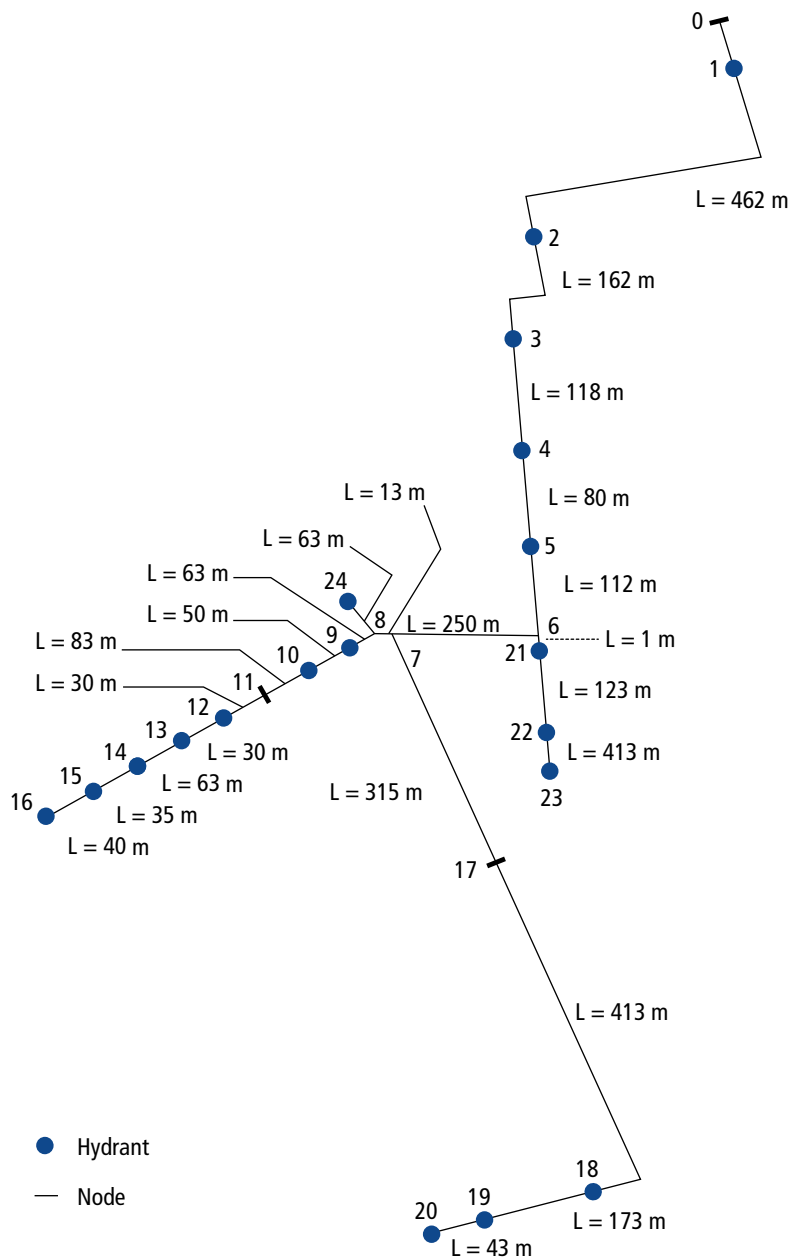 0
1
L = 462 m
2
L = 162 m
3
L = 118 m
4
L = 80 m
L = 13 m
L = 63 m
5
L = 63 m
24
L = 112 m
L = 50 m
8
L = 250 m
6
L = 83 m
9
7
21
L = 1 m
L = 30 m
10
11
L = 123 m
12
13
22
L = 30 m
L = 413 m
14
15
L = 63 m
L = 315 m
23
16
L = 35 m
L = 40 m
17
L = 413 m
Hydrant
18
Node
20
19
L = 173 m
L = 43 m